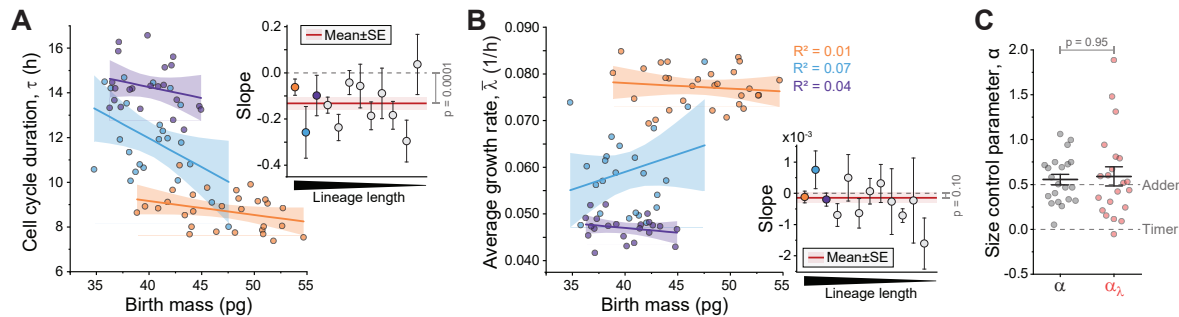 A
Cell cycle duration, τ (h)
16
14
12
10
8
6
35
40
45
50
55
Birth mass (pg)
Mean±SE
Slope
0.2
0.0
-0.2
-0.4
p = 0.0001
Lineage length
B
Average growth rate, λ̅ (1/h)
0.090
0.080
0.070
0.060
0.050
0.040
35
40
45
50
55
Birth mass (pg)
R² = 0.01
R² = 0.07
R² = 0.04
×10⁻³
Slope
1
0
-1
-2
p = 0.10
Mean±SE
Lineage length
C
Size control parameter, α
2.0
1.5
1.0
0.5
0.0
-0.5
p = 0.95
Adder
Timer
α
αλ